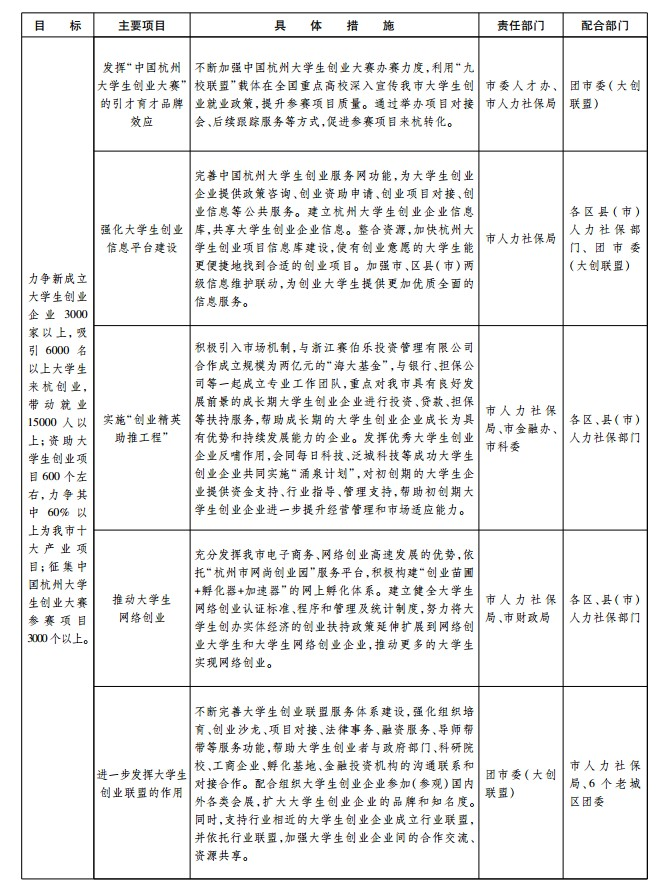 目 标
主要项目
具 体 措 施
责任部门
配合部门
力争新成立
大学生创业
企业 3000
家以上,吸
引 6000 名
以上大学生
来杭创业,
带动就业
15000 人以
上;资助大
学生创业项
目600个左
右,力争其
中 60% 以
上为我市十
大产业项
目;征集中
国杭州大学
生创业大赛
参赛项目
3000个以上。
发挥“中国杭州
大学生创业大赛”
的引才育才品牌
效应
不断加强中国杭州大学生创业大赛办赛力度,利用“九
校联盟”载体在全国重点高校深入宣传我市大学生创
业就业政策,提升参赛项目质量。通过举办项目对接
会、后续跟踪服务等方式,促进参赛项目来杭转化。
市委人才办、
市人力社保局
团市委(大创
联盟)
强化大学生创业
信息平台建设
完善中国杭州大学生创业服务网功能,为大学生创业
企业提供政策咨询、创业资助申请、创业项目对接、创
业信息等公共服务。建立杭州大学生创业企业信息
库,共享大学生创业企业信息。整合资源,加快杭州大
学生创业项目信息库建设,使有创业意愿的大学生能
更便捷地找到合适的创业项目。加强市、区县(市)两
级信息维护联动,为创业大学生提供更加优质全面的
信息服务。
市人力社保局
各区县(市)
人力社保部
门、团市委
(大创联盟)
实施“创业精英
助推工程”
积极引入市场机制,与浙江赛伯乐投资管理有限公司
合作成立规模为两亿元的“海大基金”,与银行、担保公
司等一起成立专业工作团队,重点对我市具有良好发
展前景的成长期大学生创业企业进行投资、贷款、担保
等扶持服务,帮助成长期的大学生创业企业成长为具
有优势和持续发展能力的企业。发挥优秀大学生创业
企业反哺作用,会同每日科技、泛城科技等成功大学生
创业企业共同实施“涌泉计划”,对初创期的大学生企
业提供资金支持、行业指导、管理支持,帮助初创期大
学生创业企业进一步提升经营管理和市场适应能力。
市人力社保
局、市金融办、
市科委
各区、县(市)
人力社保部门
推动大学生
网络创业
充分发挥我市电子商务、网络创业高速发展的优势,依
托“杭州市网尚创业园”服务平台,积极构建“创业苗圃
+孵化器+加速器”的网上孵化体系。建立健全大学生
网络创业认证标准、程序和管理及统计制度,努力将大
学生创办实体经济的创业扶持政策延伸扩展到网络创
业大学生和大学生网络创业企业,推动更多的大学生
实现网络创业。
市人力社保
局、市财政局
各区、县(市)
人力社保部门
进一步发挥大学生
创业联盟的作用
不断完善大学生创业联盟服务体系建设,强化组织培
育、创业沙龙、项目对接、法律事务、融资服务、导师帮
带等服务功能,帮助大学生创业者与政府部门、科研院
校、工商企业、孵化基地、金融投资机构的沟通联系和
对接合作。配合组织大学生创业企业参加(参观)国内
外各类会展,扩大大学生创业企业的品牌和知名度。
同时,支持行业相近的大学生创业企业成立行业联盟,
并依托行业联盟,加强大学生创业企业间的合作交流、
资源共享。
团市委(大创
联盟)
市人力社保
局、6个老城
区团委